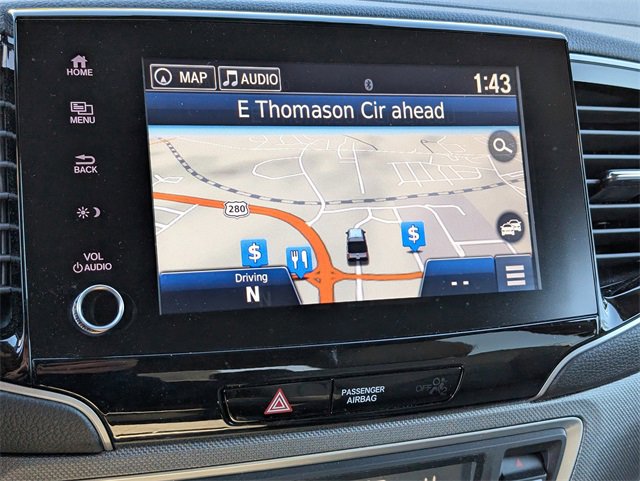 HOME
MENU
BACK
VOL
AUDIO
MAP
AUDIO
1:43
E Thomason Cir ahead
280
$
$
Driving
N
--
PASSENGER
AIRBAG
OFF